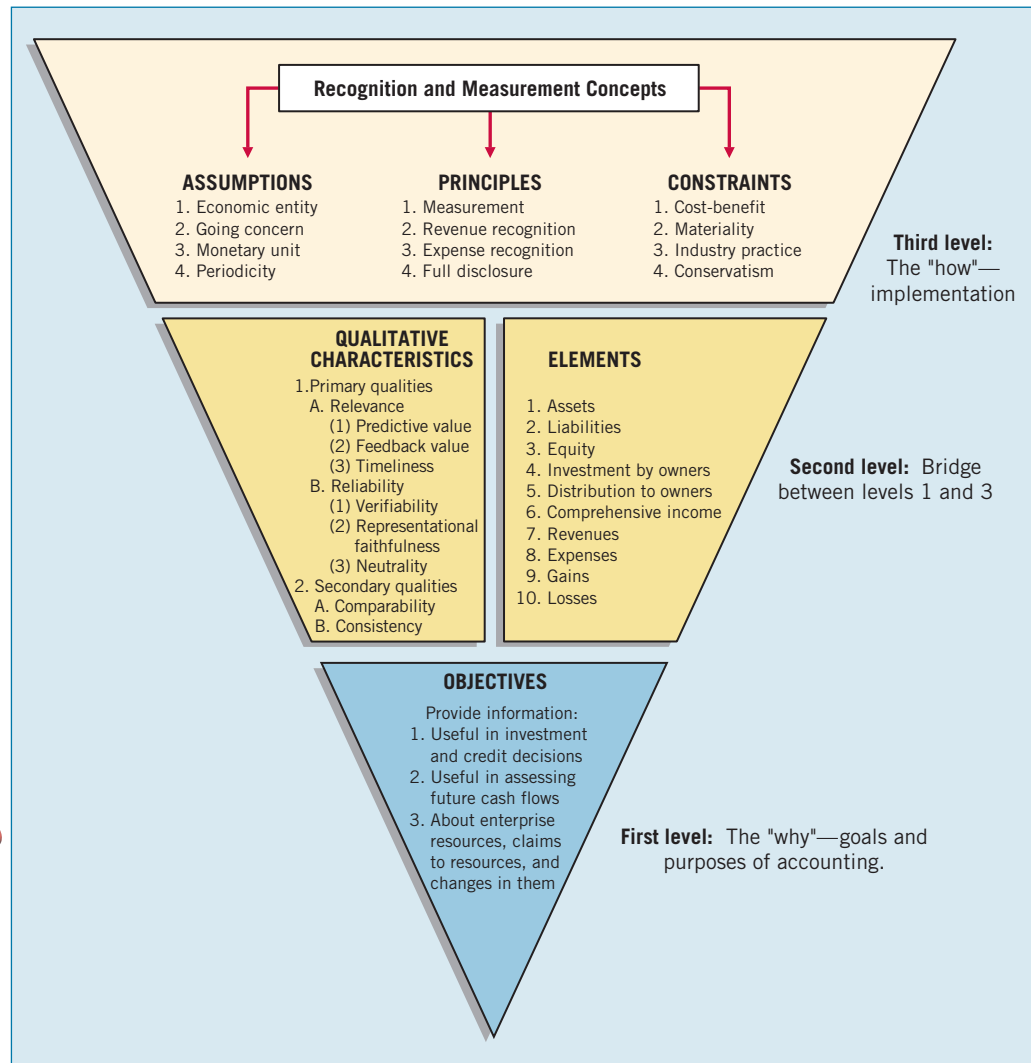 Recognition and Measurement Concepts
ASSUMPTIONS
1. Economic entity
2. Going concern
3. Monetary unit
4. Periodicity
PRINCIPLES
1. Measurement
2. Revenue recognition
3. Expense recognition
4. Full disclosure
CONSTRAINTS
1. Cost-benefit
2. Materiality
3. Industry practice
4. Conservatism
Third level:
The "how"—
implementation
QUALITATIVE
CHARACTERISTICS
1.Primary qualities
A. Relevance
(1) Predictive value
(2) Feedback value
(3) Timeliness
B. Reliability
(1) Verifiability
(2) Representational
faithfulness
(3) Neutrality
2. Secondary qualities
A. Comparability
B. Consistency
ELEMENTS
1. Assets
2. Liabilities
3. Equity
4. Investment by owners
5. Distribution to owners
6. Comprehensive income
7. Revenues
8. Expenses
9. Gains
10. Losses
Second level: Bridge
between levels 1 and 3
OBJECTIVES
Provide information:
1. Useful in investment
and credit decisions
2. Useful in assessing
future cash flows
3. About enterprise
resources, claims
to resources, and
changes in them
First level: The "why"—goals and
purposes of accounting.